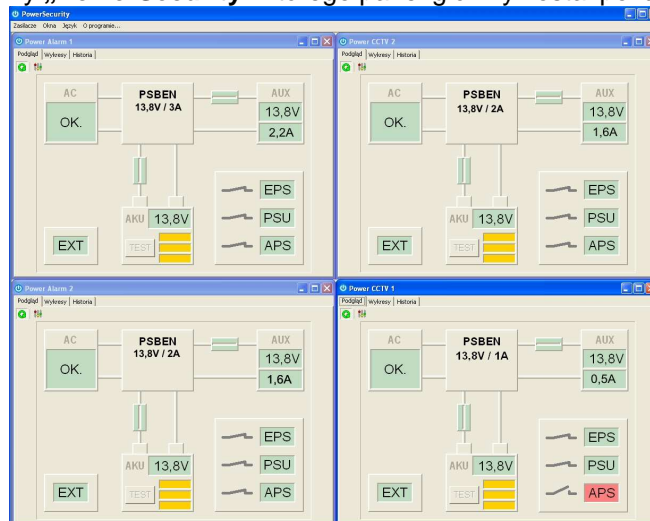 PowerSecurity
Zasilacze Okna Język O programie...
Power Alarm 1
Podgląd Wykresy Historia
AC
OK.
PSBEN
13,8V / 3A
AUX
13,8V
2,2A
AKU 13,8V
TEST
EXT
EPS
PSU
APS
Power CCTV 2
Podgląd Wykresy Historia
AC
OK.
PSBEN
13,8V / 2A
AUX
13,8V
1,6A
AKU 13,8V
TEST
EXT
EPS
PSU
APS
Power Alarm 2
Podgląd Wykresy Historia
AC
OK.
PSBEN
13,8V / 2A
AUX
13,8V
1,6A
AKU 13,8V
TEST
EXT
EPS
PSU
APS
Power CCTV 1
Podgląd Wykresy Historia
AC
OK.
PSBEN
13,8V / 1A
AUX
13,8V
0,5A
AKU 13,8V
TEST
EXT
EPS
PSU
APS